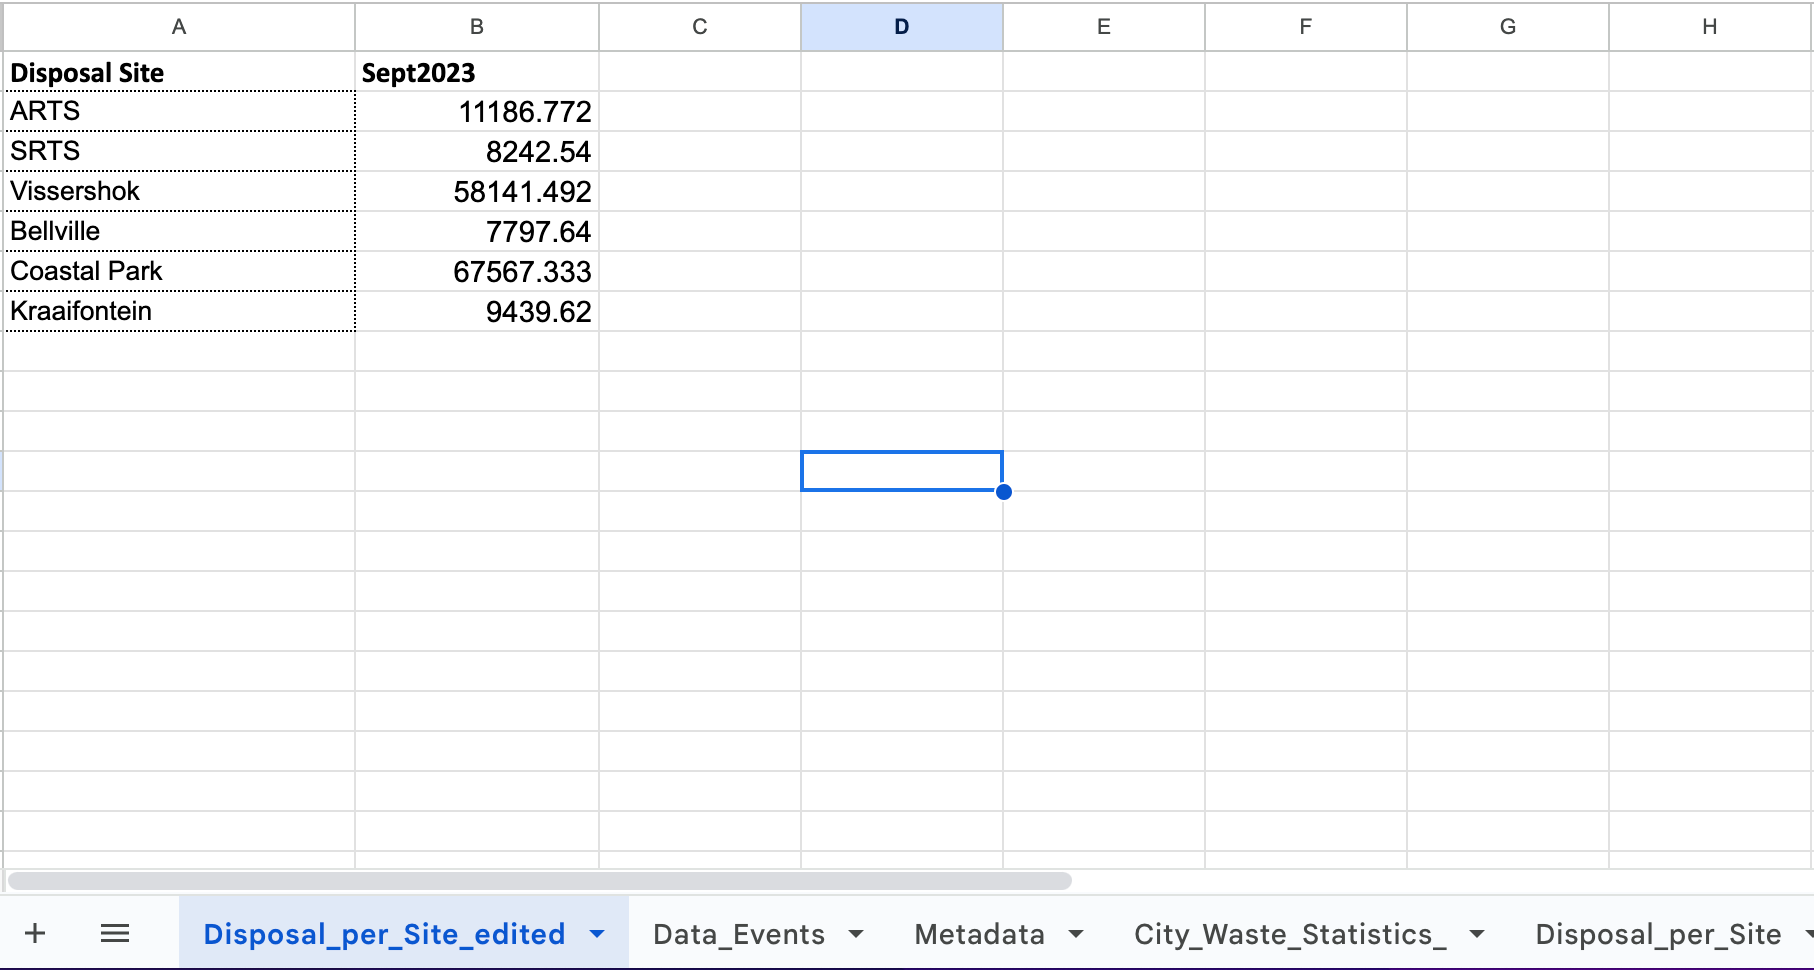 A B C D E F G H
Disposal Site Sept2023
ARTS 11186.772
SRTS 8242.54
Vissershok 58141.492
Bellville 7797.64
Coastal Park 67567.333
Kraaifontein 9439.62
Disposal_per_Site_edited Data_Events Metadata City_Waste_Statistics_ Disposal_per_Site